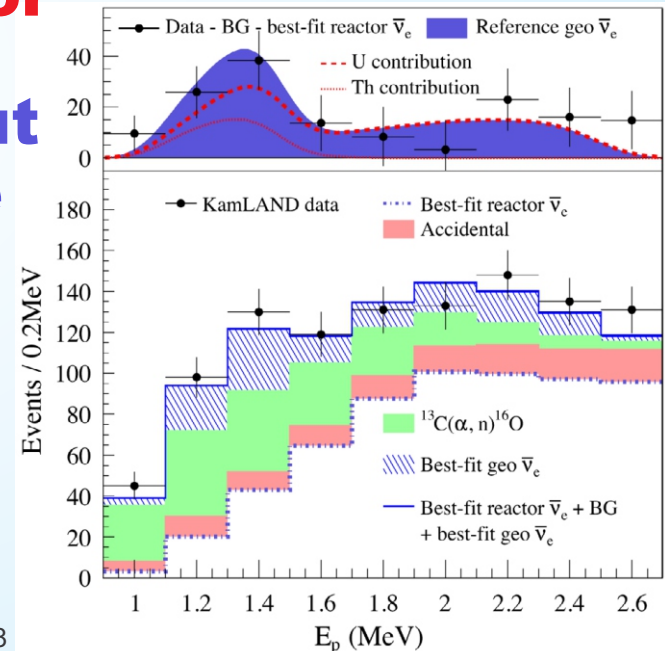 Data - BG - best-fit reactor ν̅e
Reference geo ν̅e
U contribution
Th contribution
40
20
0
KamLAND data
Best-fit reactor ν̅e
Accidental
¹³C(α, n)¹⁶O
Best-fit geo ν̅e
Best-fit reactor ν̅e + BG
+ best-fit geo ν̅e
Events / 0.2MeV
180
160
140
120
100
80
60
40
20
0
1 1.2 1.4 1.6 1.8 2 2.2 2.4 2.6
Ep (MeV)